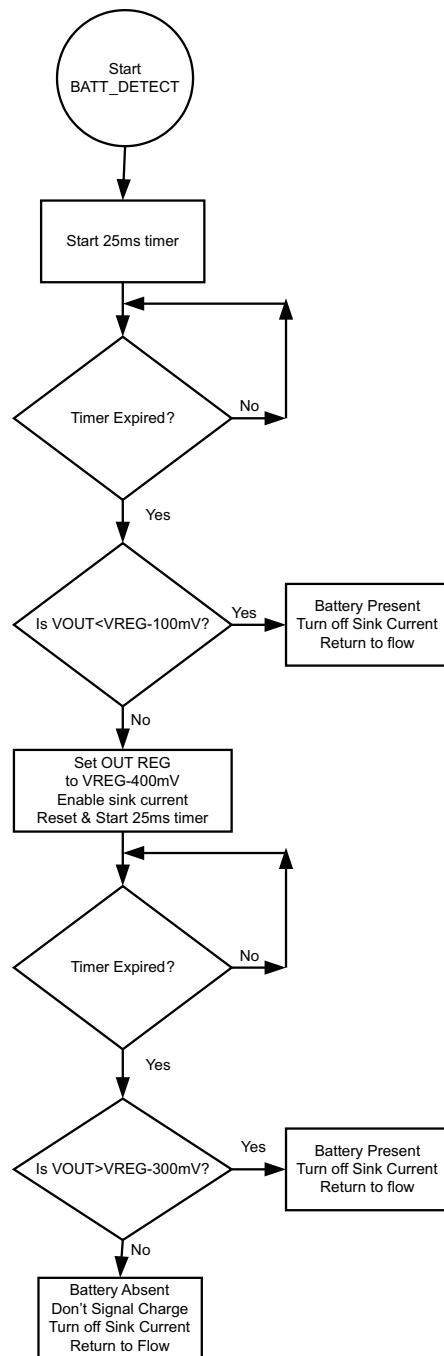 Start
BATT_DETECT
Start 25ms timer
Timer Expired?
No
Yes
Is VOUT<VREG-100mV?
Yes
Battery Present
Turn off Sink Current
Return to flow
No
Set OUT REG
to VREG-400mV
Enable sink current
Reset & Start 25ms timer
Timer Expired?
No
Yes
Is VOUT>VREG-300mV?
Yes
Battery Present
Turn off Sink Current
Return to flow
No
Battery Absent
Don’t Signal Charge
Turn off Sink Current
Return to Flow